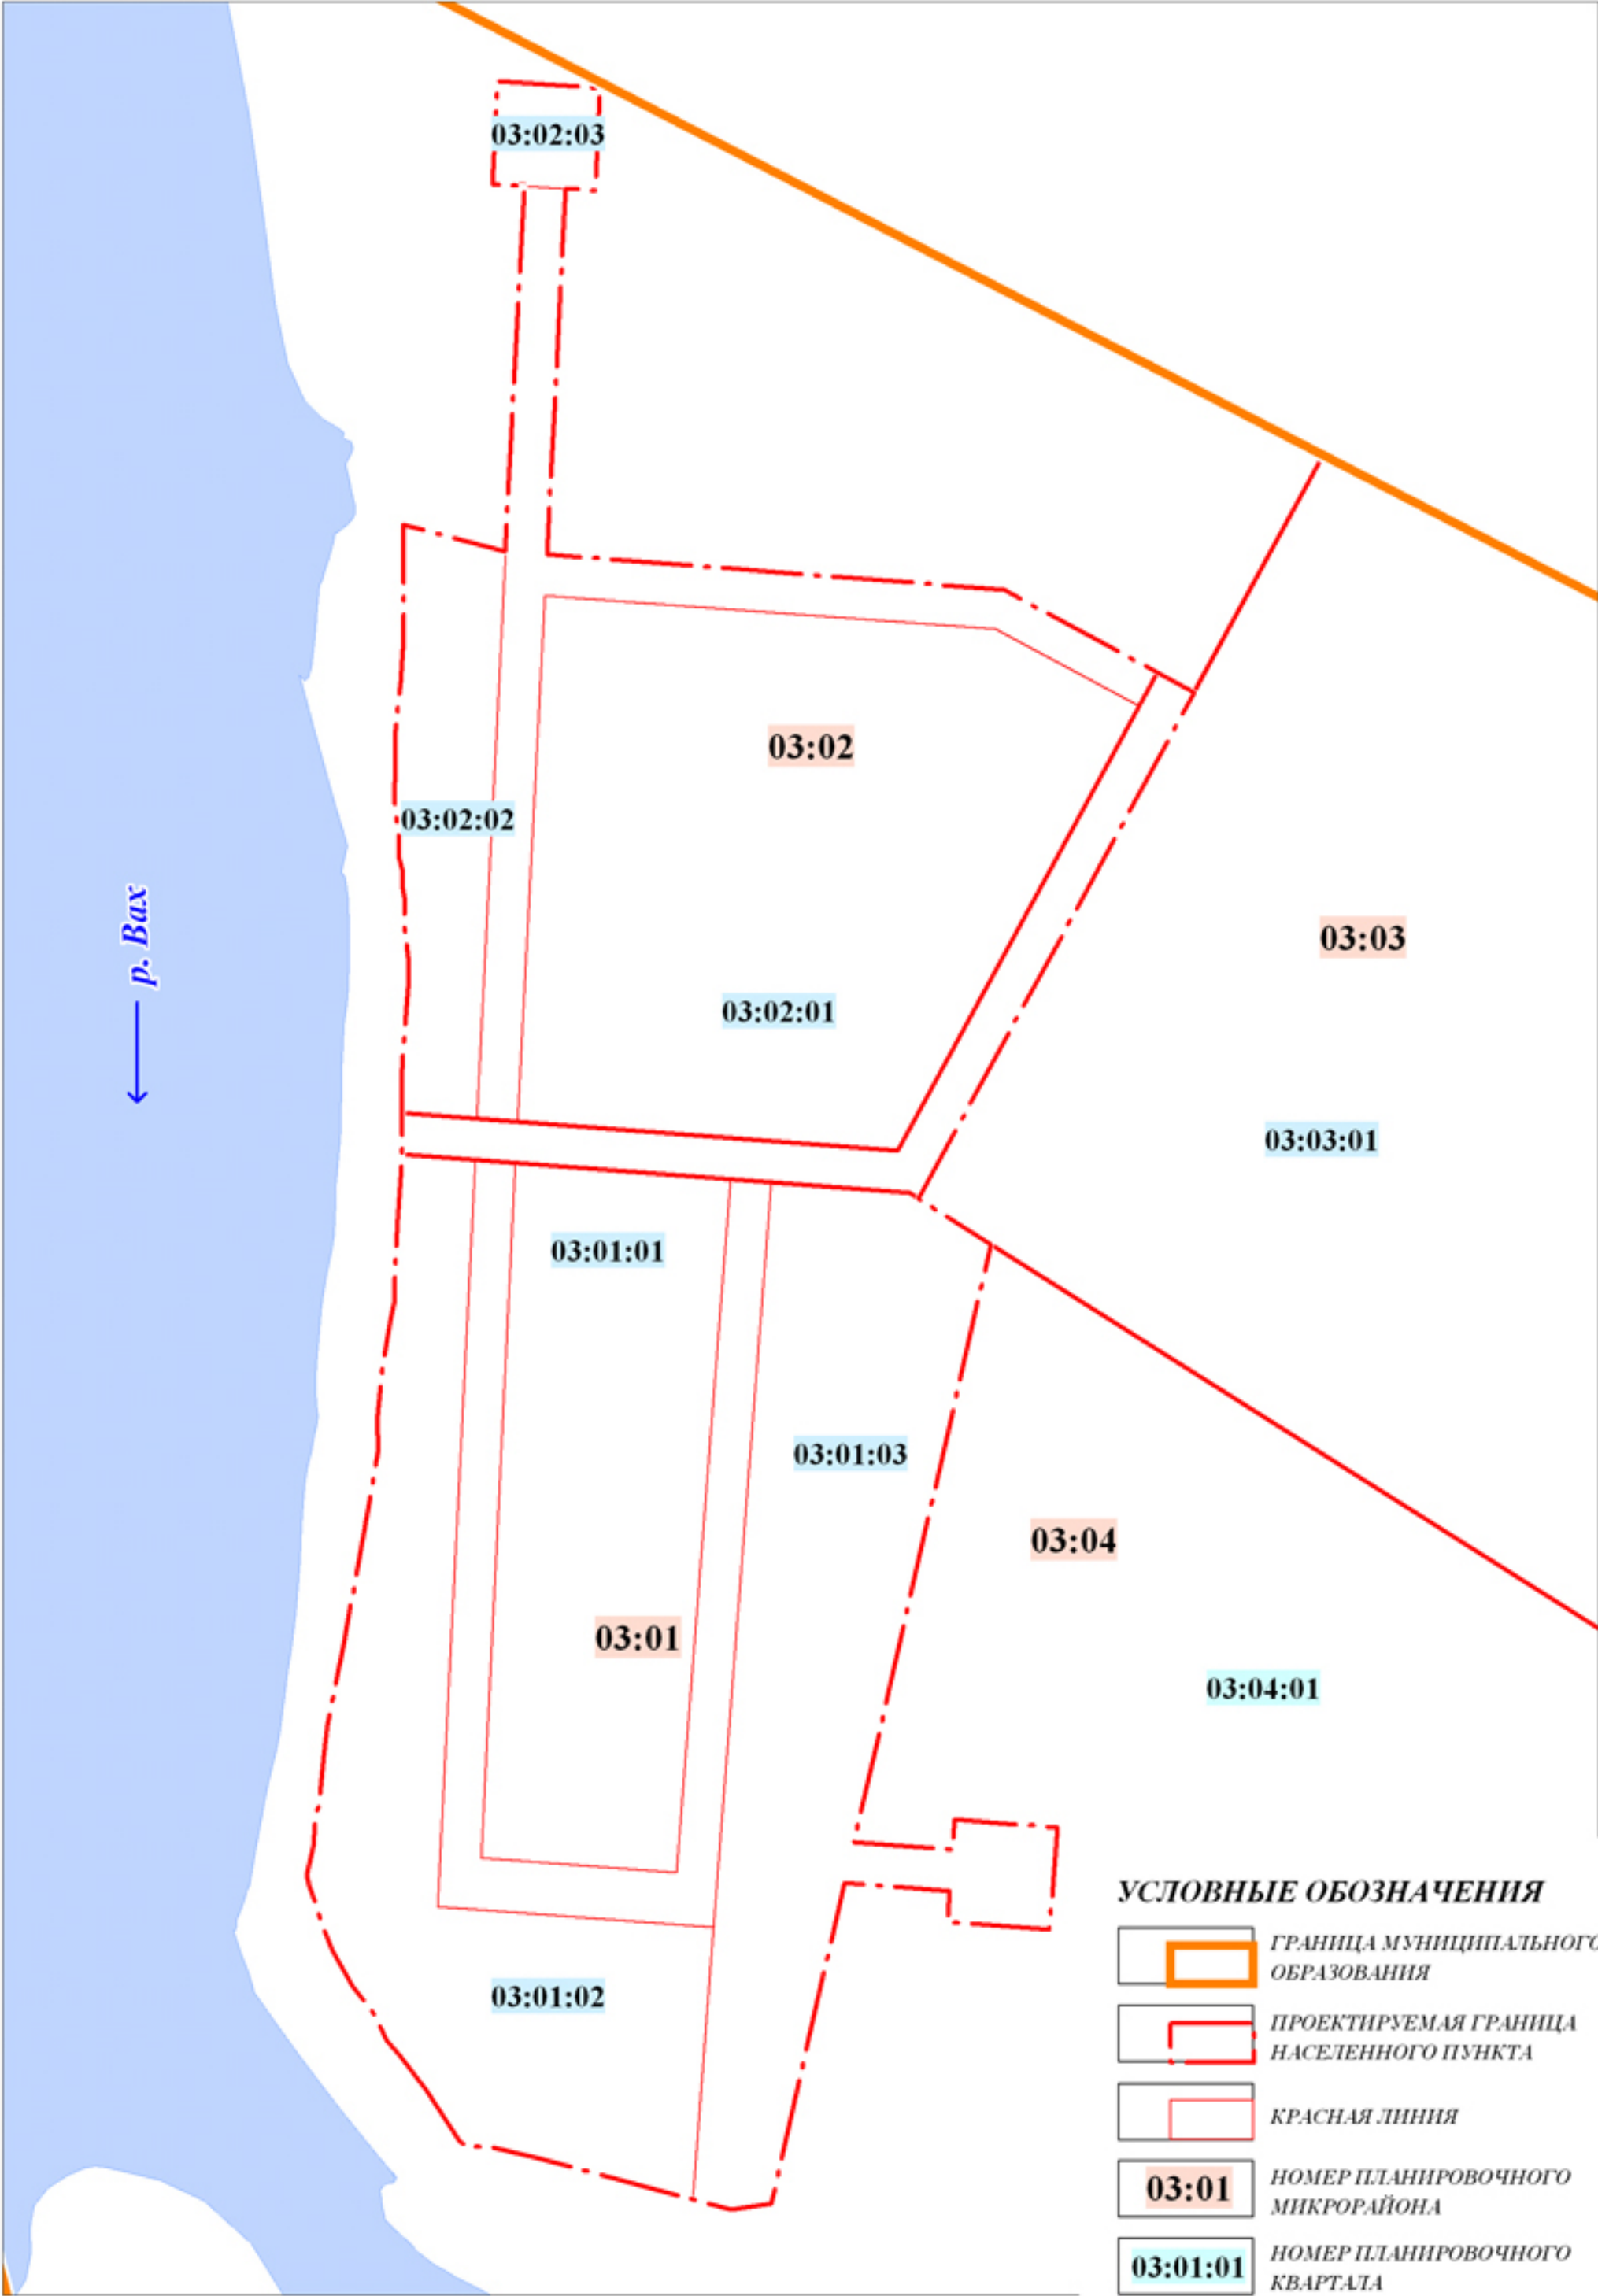 03:02:03
03:02
03:02:02
р. Вах
03:03
03:02:01
03:03:01
03:01:01
03:01:03
03:04
03:01
03:04:01
03:01:02
УСЛОВНЫЕ ОБОЗНАЧЕНИЯ
ГРАНИЦА МУНИЦИПАЛЬНОГО
ОБРАЗОВАНИЯ
ПРОЕКТИРУЕМАЯ ГРАНИЦА
НАСЕЛЕННОГО ПУНКТА
КРАСНАЯ ЛИНИЯ
03:01
НОМЕР ПЛАНИРОВОЧНОГО
МИКРОРАЙОНА
03:01:01
НОМЕР ПЛАНИРОВОЧНОГО
КВАРТАЛА